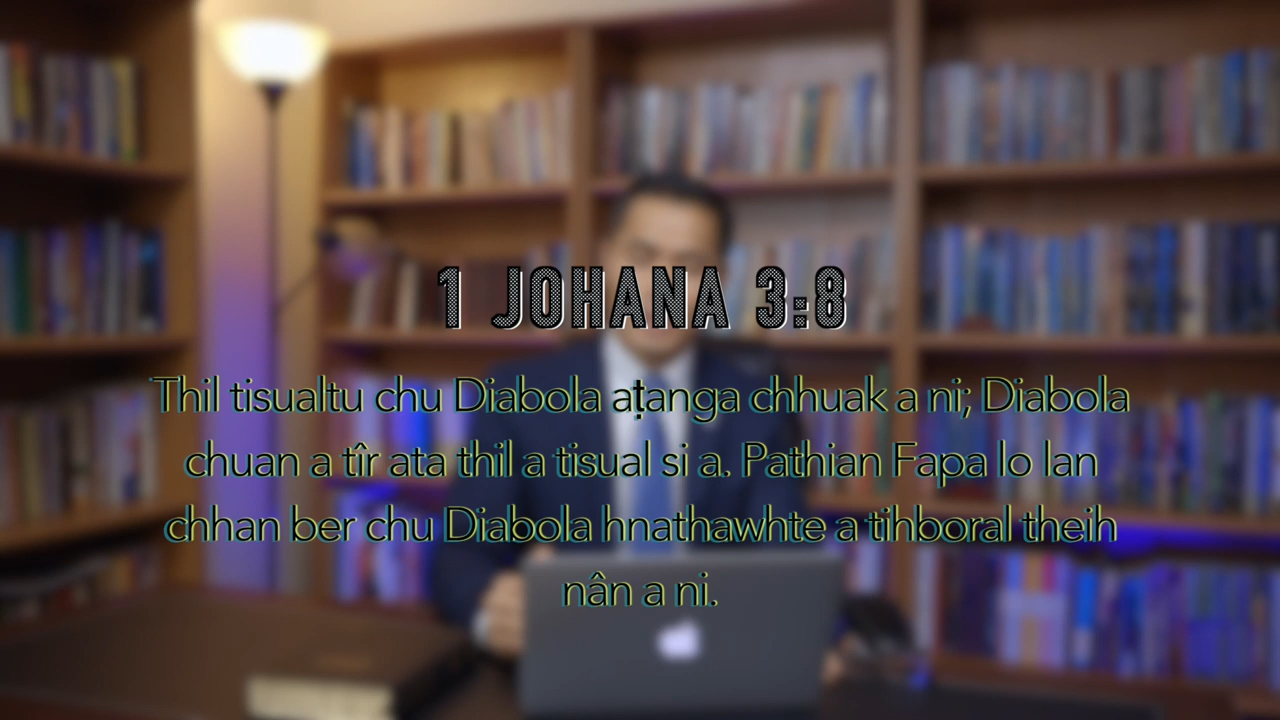 1 JOHANA 3:8
Thil tisualtu chu Diabola aṭanga chhuak a ni; Diabola
chuan a tîr ata thil a tisual si a. Pathian Fapa lo lan
chhan ber chu Diabola hnathawhte a tihboral theih
nân a ni.